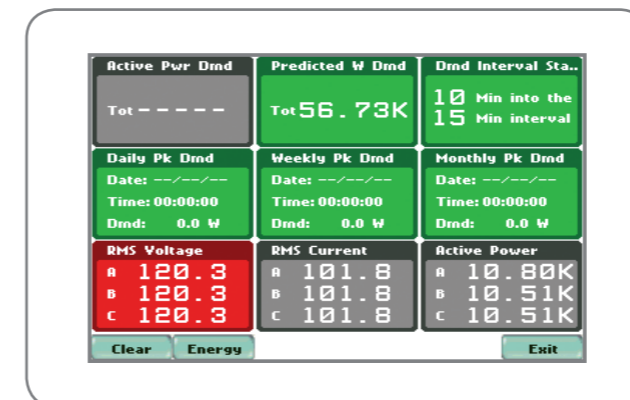 Active Pwr Dmd
Tot – – – – –
Predicted W Dmd
Tot 56.73K
Dmd Interval Sta..
10 Min into the
15 Min interval
Daily Pk Dmd
Date: --/--/--
Time: 00:00:00
Dmd: 0.0 W
Weekly Pk Dmd
Date: --/--/--
Time: 00:00:00
Dmd: 0.0 W
Monthly Pk Dmd
Date: --/--/--
Time: 00:00:00
Dmd: 0.0 W
RMS Voltage
A 120.3
B 120.3
C 120.3
RMS Current
A 101.8
B 101.8
C 101.8
Active Power
A 10.80K
B 10.51K
C 10.51K
Clear Energy Exit